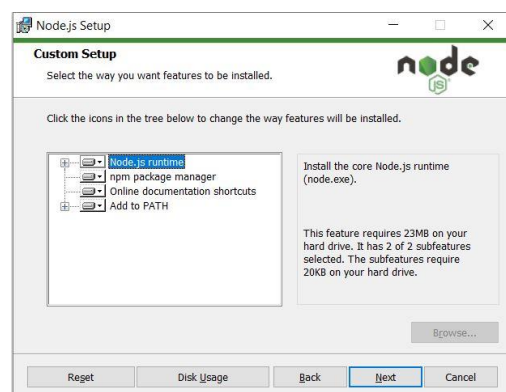 Node.js Setup
Custom Setup
Select the way you want features to be installed.
node
JS
Click the icons in the tree below to change the way features will be installed.
Node.js runtime
npm package manager
Online documentation shortcuts
Add to PATH
Install the core Node.js runtime
(node.exe).
This feature requires 23MB on your
hard drive. It has 2 of 2 subfeatures
selected. The subfeatures require
20KB on your hard drive.
Browse...
Reset
Disk Usage
Back
Next
Cancel